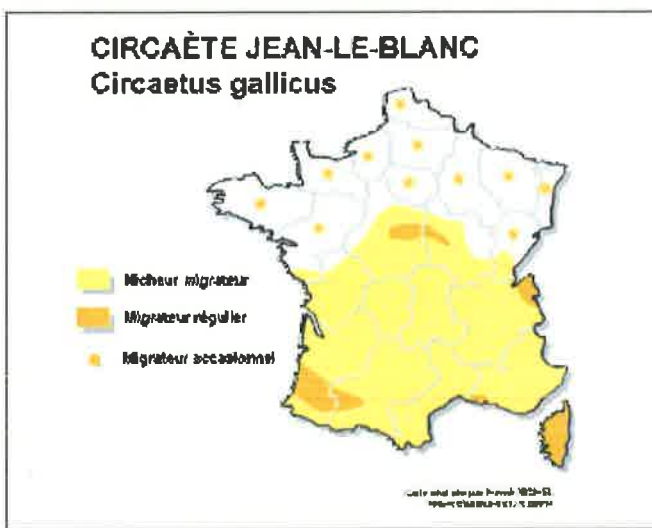 CIRCAÈTE JEAN-LE-BLANC
Circaetus gallicus
Nicheur migrateur
Migrateur régulier
Migrateur occasionnel